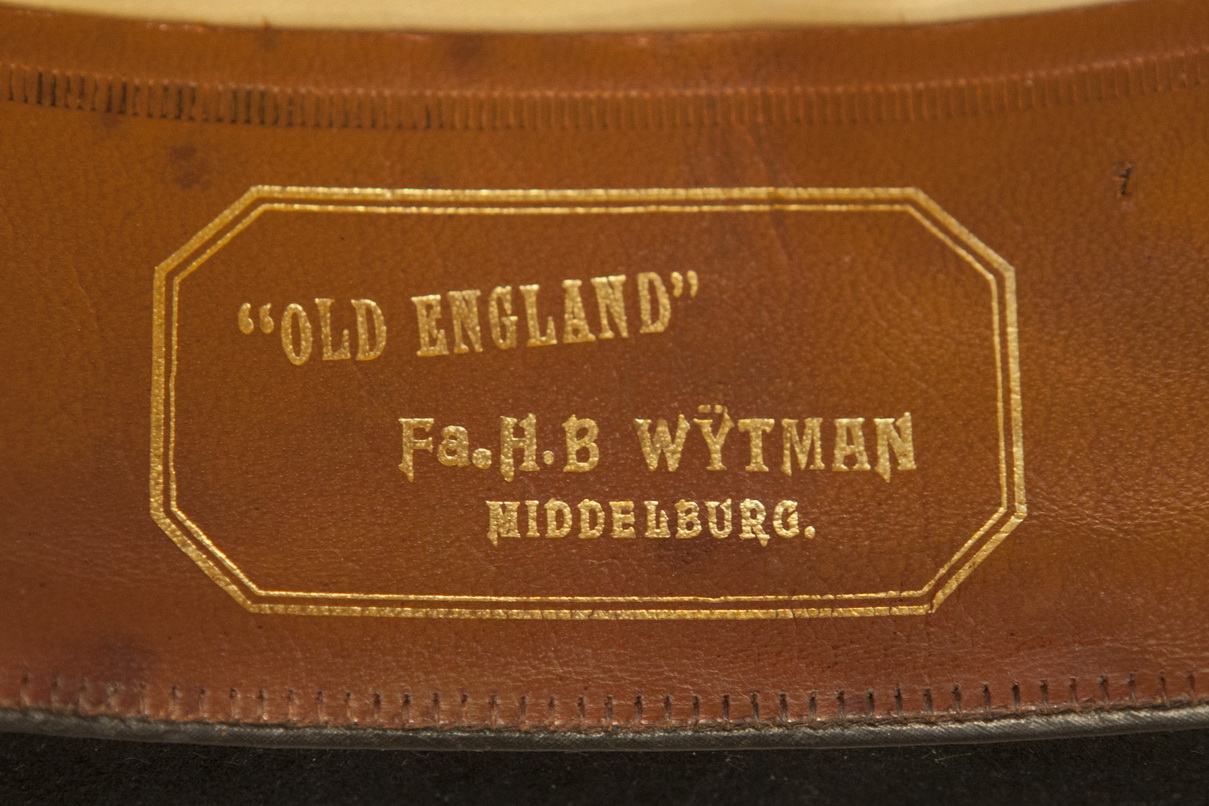 “OLD ENGLAND”
Fa.H.B WŸTMAN
MIDDELBURG.